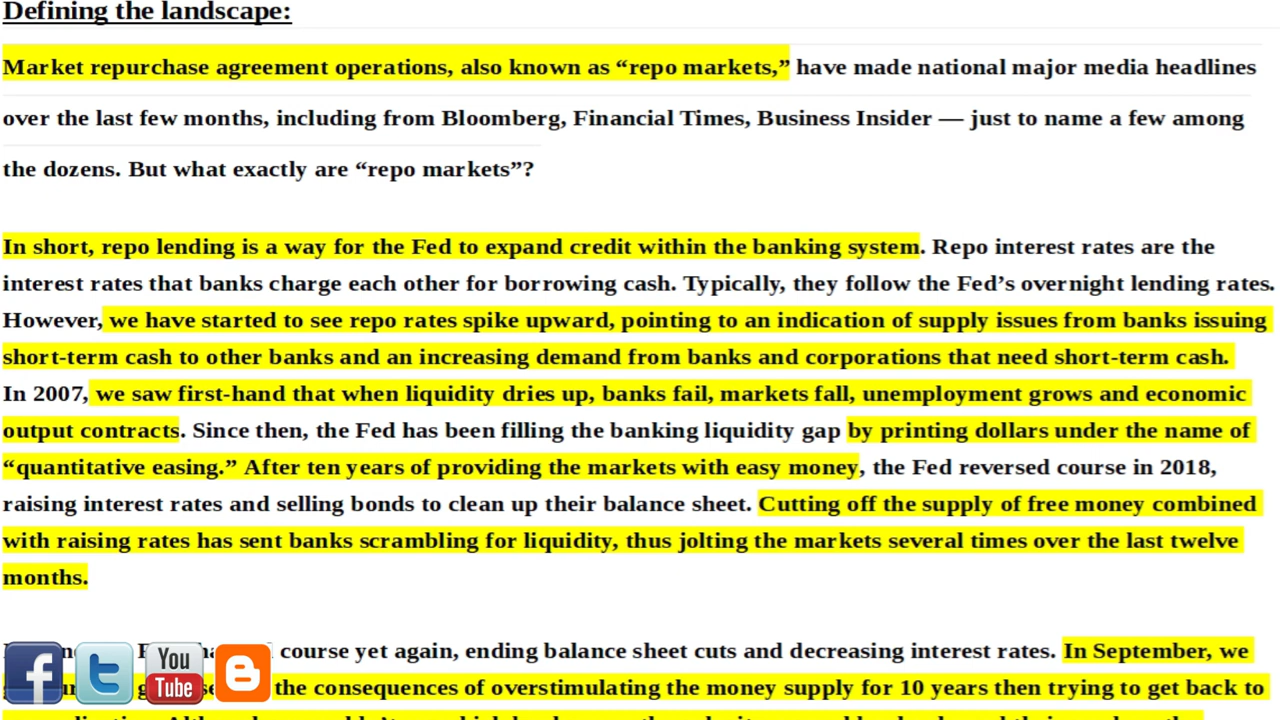 Defining the landscape:
Market repurchase agreement operations, also known as “repo markets,” have made national major media headlines
over the last few months, including from Bloomberg, Financial Times, Business Insider — just to name a few among
the dozens. But what exactly are “repo markets”?
In short, repo lending is a way for the Fed to expand credit within the banking system. Repo interest rates are the
interest rates that banks charge each other for borrowing cash. Typically, they follow the Fed’s overnight lending rates.
However, we have started to see repo rates spike upward, pointing to an indication of supply issues from banks issuing
short-term cash to other banks and an increasing demand from banks and corporations that need short-term cash.
In 2007, we saw first-hand that when liquidity dries up, banks fail, markets fall, unemployment grows and economic
output contracts. Since then, the Fed has been filling the banking liquidity gap by printing dollars under the name of
“quantitative easing.” After ten years of providing the markets with easy money, the Fed reversed course in 2018,
raising interest rates and selling bonds to clean up their balance sheet. Cutting off the supply of free money combined
with raising rates has sent banks scrambling for liquidity, thus jolting the markets several times over the last twelve
months.
course yet again, ending balance sheet cuts and decreasing interest rates. In September, we
the consequences of overstimulating the money supply for 10 years then trying to get back to
You
Tube